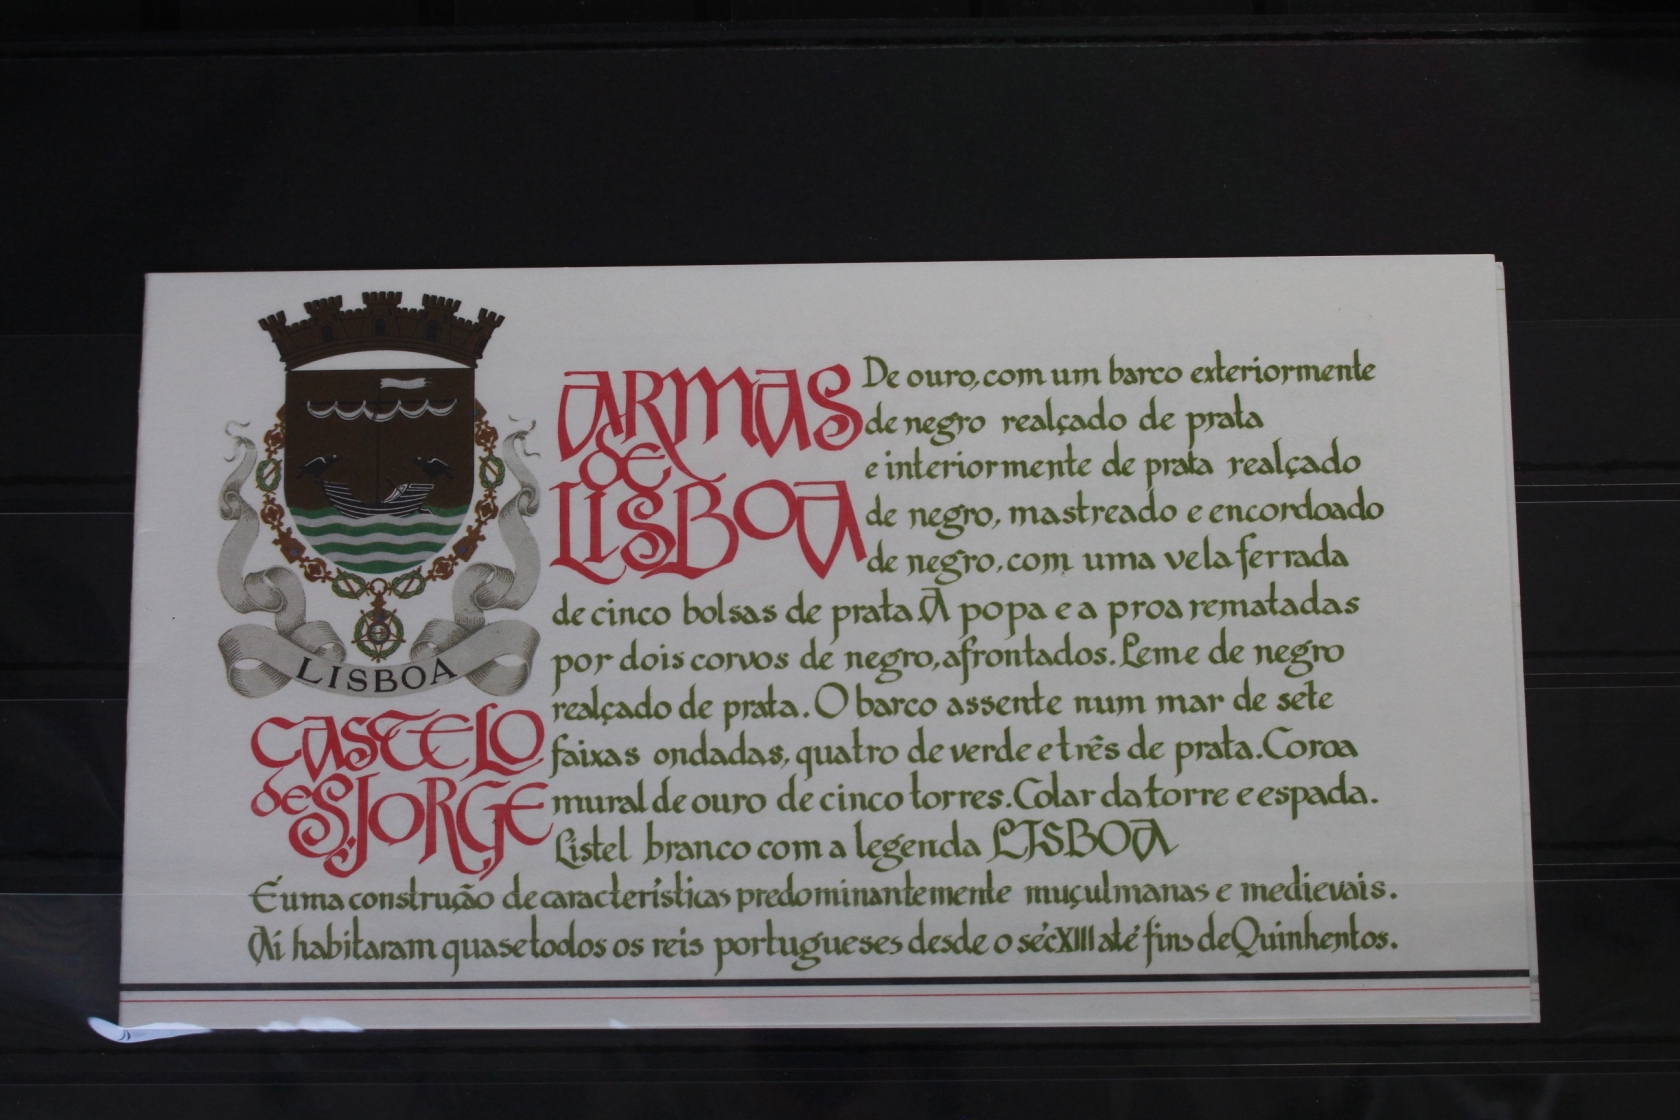 LISBOA
ARMAS
DE
LISBOA
De ouro, com um barco exteriormente
de negro realçado de prata
e interiormente de prata realçado
de negro, mastreado e encordoado
de negro, com uma vela ferrada
de cinco bolsas de prata. A popa e a proa rematadas
por dois corvos de negro, afrontados. Leme de negro
realçado de prata. O barco assente num mar de sete
faixas ondadas, quatro de verde e três de prata. Coroa
mural de ouro de cinco torres. Colar da torre e espada.
Listel branco com a legenda LISBOA
CASTELO
DE S. JORGE
É uma construção de características predominantemente muçulmanas e medievais.
Aí habitaram quase todos os reis portugueses desde o séc XIII até fins de Quinhentos.